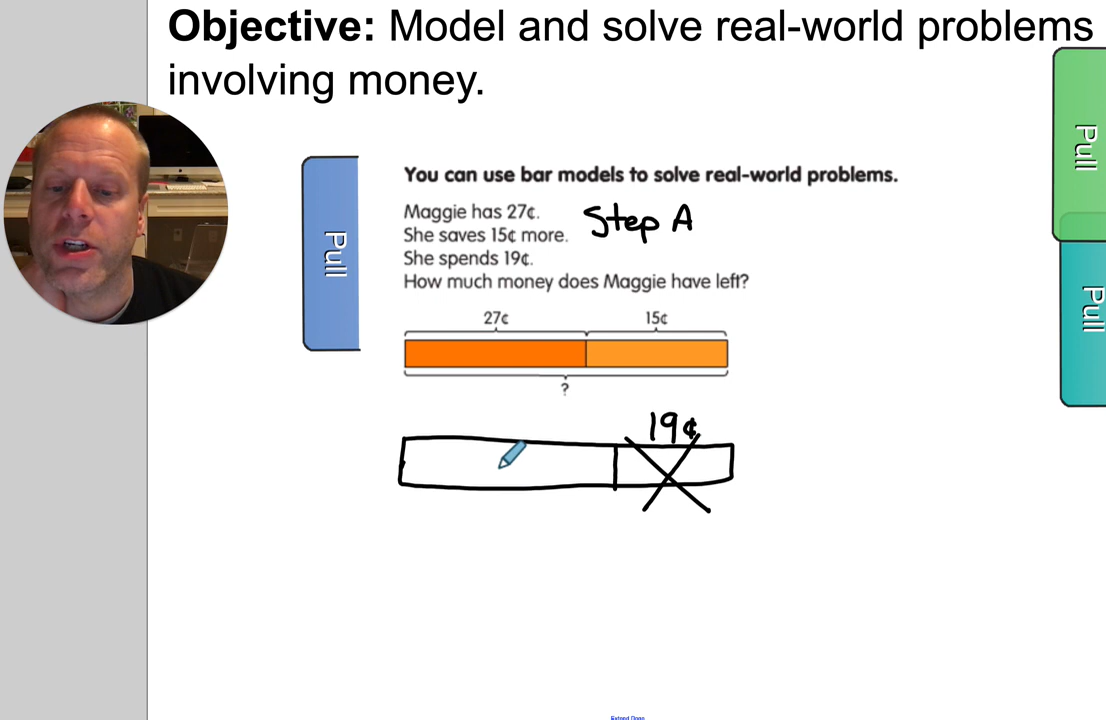 Objective: Model and solve real-world problems
involving money.
Pull
Pull
Pull
You can use bar models to solve real-world problems.
Maggie has 27¢.
Step A
She saves 15¢ more.
She spends 19¢.
How much money does Maggie have left?
27¢ 15¢
?
19¢
Extend Page